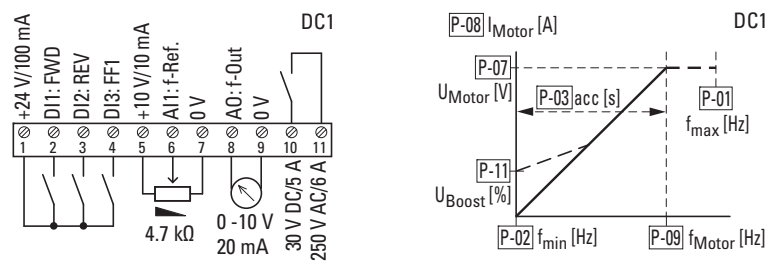 DC1
+24 V/100 mA
DI1: FWD
DI2: REV
DI3: FF1
+10 V/10 mA
AI1: f-Ref.
0 V
AO: f-Out
0 V
1 2 3 4 5 6 7 8 9 10 11
4.7 kΩ
0 -10 V
20 mA
30 V DC/5 A
250 V AC/6 A
P-08 IMotor [A]
DC1
P-07
UMotor [V]
P-03 acc [s]
P-01
fmax [Hz]
P-11
UBoost [%]
P-02 fmin [Hz]
P-09 fMotor [Hz]